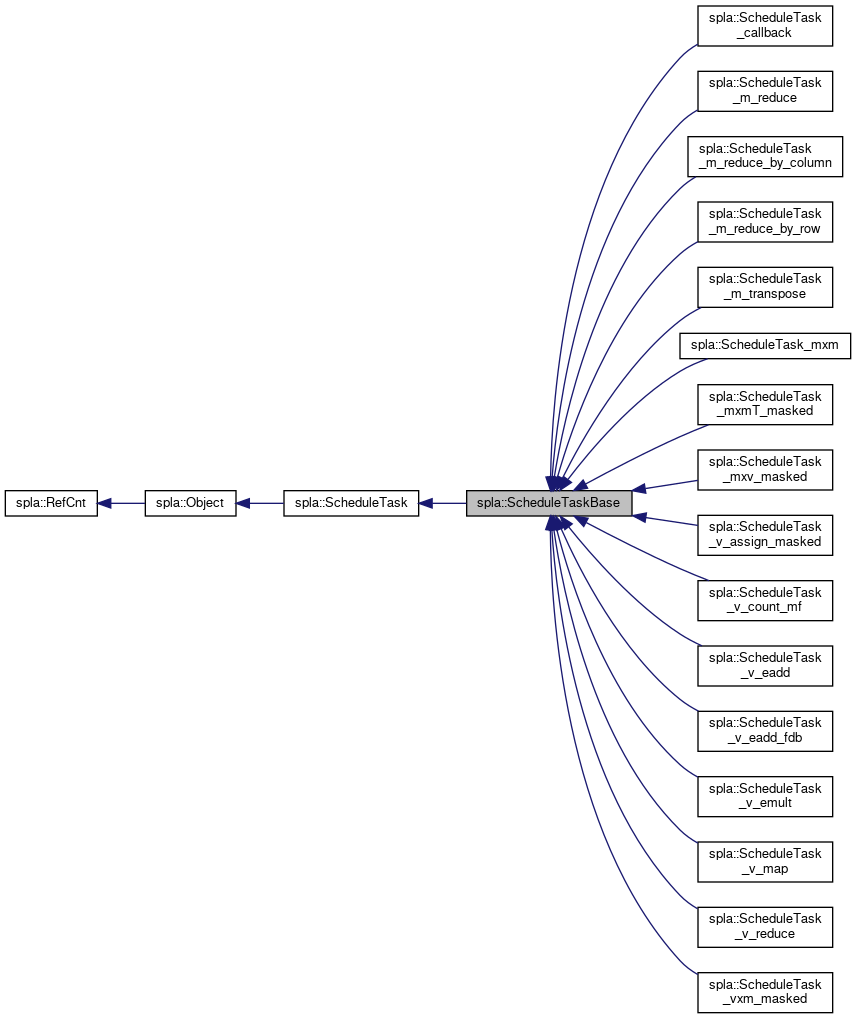 spla::ScheduleTask
_callback
spla::ScheduleTask
_m_reduce
spla::ScheduleTask
_m_reduce_by_column
spla::ScheduleTask
_m_reduce_by_row
spla::ScheduleTask
_m_transpose
spla::ScheduleTask_mxm
spla::ScheduleTask
_mxmT_masked
spla::ScheduleTask
_mxv_masked
spla::RefCnt
spla::Object
spla::ScheduleTask
spla::ScheduleTaskBase
spla::ScheduleTask
_v_assign_masked
spla::ScheduleTask
_v_count_mf
spla::ScheduleTask
_v_eadd
spla::ScheduleTask
_v_eadd_fdb
spla::ScheduleTask
_v_emult
spla::ScheduleTask
_v_map
spla::ScheduleTask
_v_reduce
spla::ScheduleTask
_vxm_masked